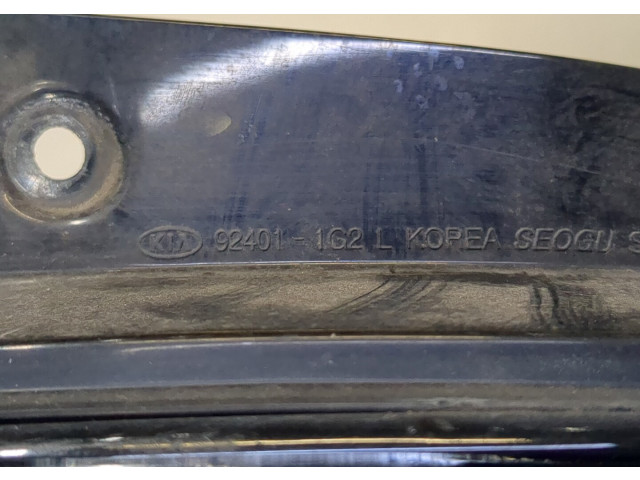 KIA 92401-1G2 L KOREA SEOGU S